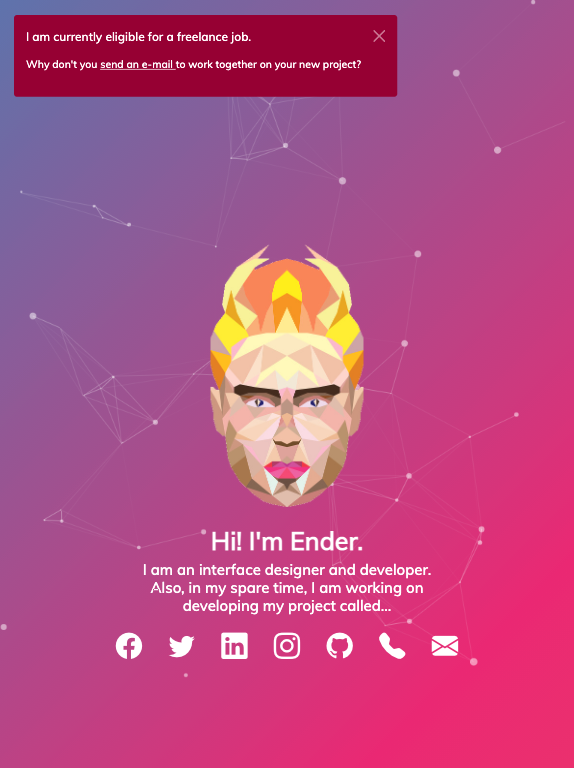 I am currently eligible for a freelance job.
Why don't you send an e-mail to work together on your new project?
Hi! I'm Ender.
I am an interface designer and developer.
Also, in my spare time, I am working on
developing my project called...